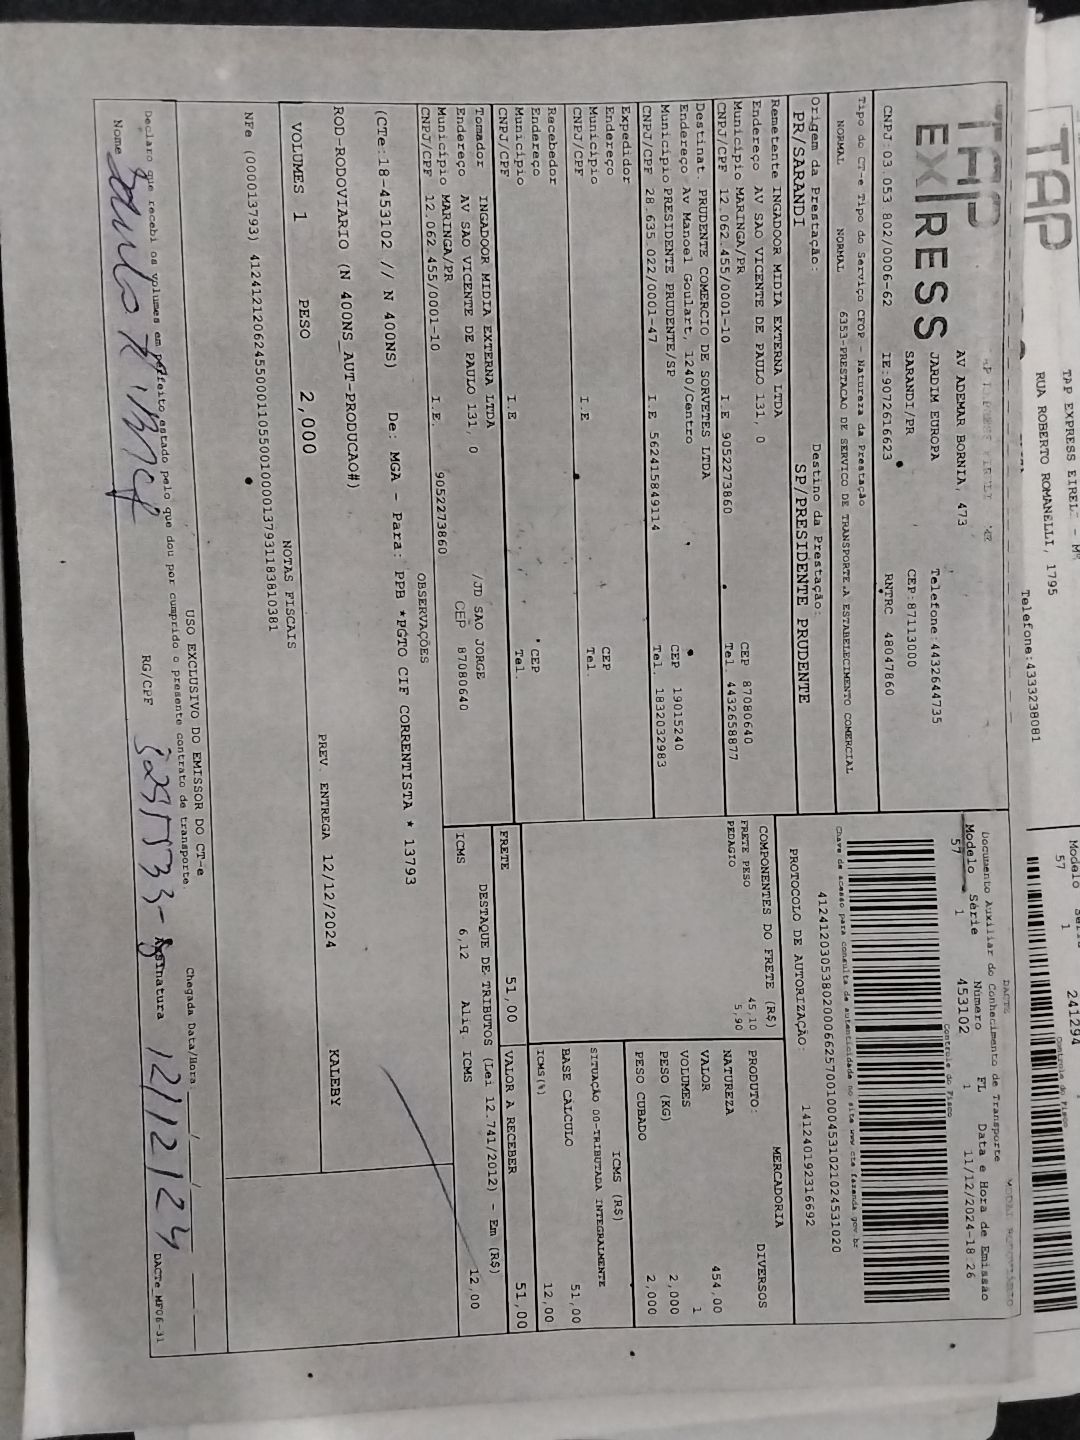 TAP EXPRESS EIREL
RUA ROBERTO ROMANELLI, 1795
Telefone:4333238081
TAP
Modelo
57 1 241294
TAP
EXPRESS
AV ADEMAR BORNIA, 473
JARDIM EUROPA
SARANDI/PR
Telefone:4432644735
CEP:87113000
CNPJ:03.053.802/0006-62 IE:9072616623 RNTRC 48047860
DACTE
Documento Auxiliar do Conhecimento de Transporte
Modelo Série Número FL Data e Hora de Emissão
57 1 453102 1 11/12/2024-18:26
Controle do Fisco
Chave de acesso para consulta de autenticidade no site www.cte.fazenda.gov.br
PROTOCOLO DE AUTORIZAÇÃO: 141240192316692
Tipo do CT-e Tipo do Serviço CFOP - Natureza da Prestação
NORMAL NORMAL 6353-PRESTACAO DE SERVICO DE TRANSPORTE A ESTABELECIMENTO COMERCIAL
Origem da Prestação: Destino da Prestação:
PR/SARANDI SP/PRESIDENTE PRUDENTE
Remetente INGADOOR MIDIA EXTERNA LTDA
Endereço AV SAO VICENTE DE PAULO 131, 0 CEP 87080640
Município MARINGA/PR Tel. 4432658877
CNPJ/CPF 12.062.455/0001-10 I.E 9052273860
Destinat. PRUDENTE COMERCIO DE SORVETES LTDA
Endereço Av Manoel Goulart, 1240/Centro CEP 19015240
Município PRESIDENTE PRUDENTE/SP Tel. 1832032983
CNPJ/CPF 28.635.022/0001-47 I.E 562415849114
Expedidor
Endereço CEP
Município Tel.
CNPJ/CPF I.E
Recebedor
Endereço CEP
Município Tel.
CNPJ/CPF I.E
Tomador INGADOOR MIDIA EXTERNA LTDA
Endereço AV SAO VICENTE DE PAULO 131, 0 /JD SAO JORGE
Município MARINGA/PR CEP 87080640
CNPJ/CPF 12.062.455/0001-10 I.E. 9052273860
COMPONENTES DO FRETE (R$)
FRETE PESO 45,10
PEDAGIO 5,90
MERCADORIA
PRODUTO: DIVERSOS
NATUREZA
VALOR 454,00
VOLUMES 1
PESO (KG) 2,000
PESO CUBADO 2,000
ICMS (R$)
SITUAÇÃO 00-TRIBUTADA INTEGRALMENTE
BASE CALCULO 51,00
ICMS(%) 12,00
FRETE 51,00 VALOR A RECEBER 51,00
DESTAQUE DE TRIBUTOS (Lei 12.741/2012) - Em (R$)
ICMS 6,12 Aliq. ICMS 12,00
OBSERVAÇÕES
(CTe:18-453102 // N 400NS) De: MGA - Para: PPB *PGTO CIF CORRENTISTA * 13793
ROD-RODOVIARIO (N 400NS_AUT-PRODUCAO#)
VOLUMES 1 PESO 2,000 PREV. ENTREGA 12/12/2024 KALEBY
NOTAS FISCAIS
NFe (000013793) 41241212062455000110550010000137931183810381
USO EXCLUSIVO DO EMISSOR DO CT-e
Declaro que recebi os volumes em perfeito estado pelo que dou por cumprido o presente contrato de transporte.
Chegada Data/Hora: / /
Nome RG/CPF Assinatura 12/12/24
DACTe_MF06-31